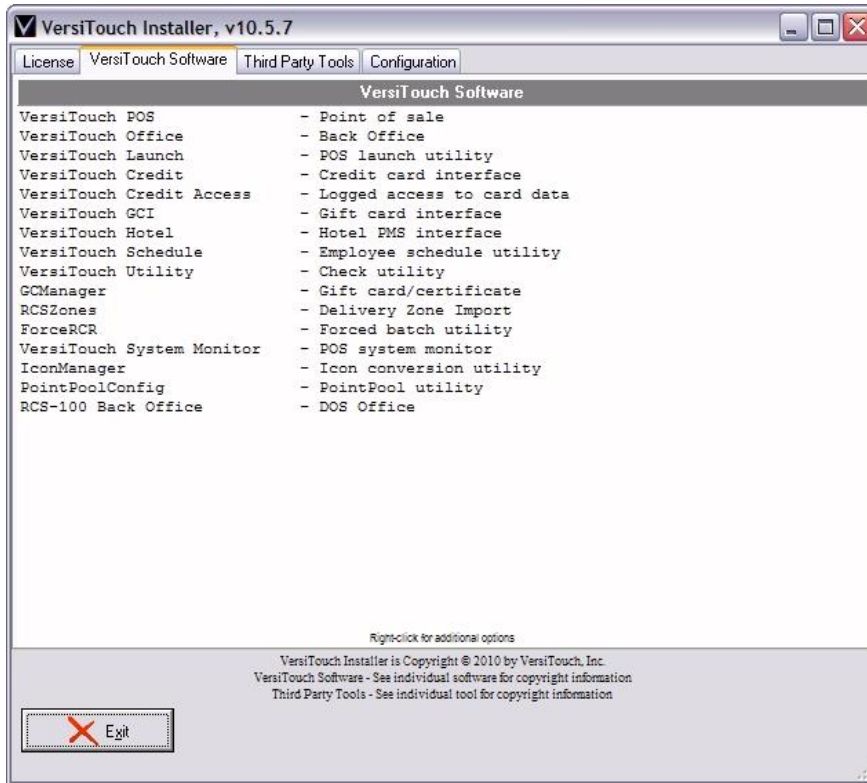 VersiTouch Installer, v10.5.7
License VersiTouch Software Third Party Tools Configuration
VersiTouch Software
VersiTouch POS - Point of sale
VersiTouch Office - Back Office
VersiTouch Launch - POS launch utility
VersiTouch Credit - Credit card interface
VersiTouch Credit Access - Logged access to card data
VersiTouch GCI - Gift card interface
VersiTouch Hotel - Hotel PMS interface
VersiTouch Schedule - Employee schedule utility
VersiTouch Utility - Check utility
GCManager - Gift card/certificate
RCSZones - Delivery Zone Import
ForceRCR - Forced batch utility
VersiTouch System Monitor - POS system monitor
IconManager - Icon conversion utility
PointPoolConfig - PointPool utility
RCS-100 Back Office - DOS Office
Right-click for additional options
VersiTouch Installer is Copyright © 2010 by VersiTouch, Inc.
VersiTouch Software - See individual software for copyright information
Third Party Tools - See individual tool for copyright information
Exit